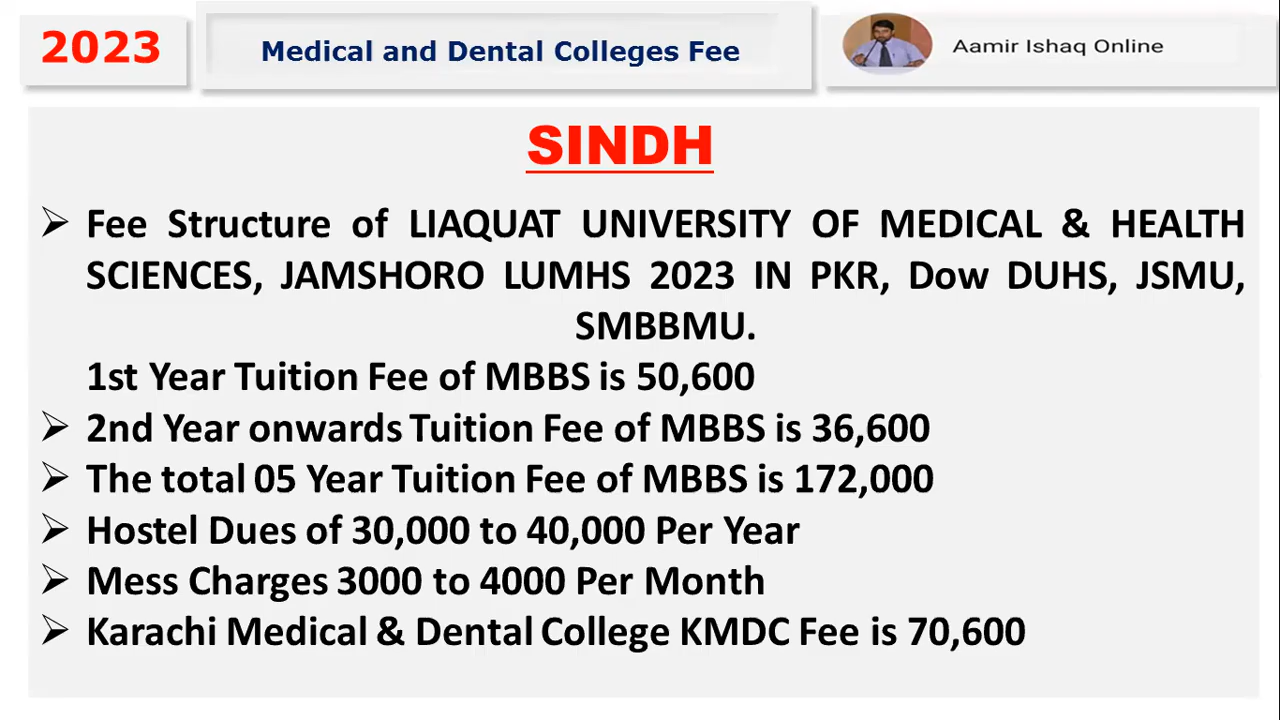 2023
Medical and Dental Colleges Fee
Aamir Ishaq Online
SINDH
➢ Fee Structure of LIAQUAT UNIVERSITY OF MEDICAL & HEALTH
SCIENCES, JAMSHORO LUMHS 2023 IN PKR, Dow DUHS, JSMU,
SMBBMU.
1st Year Tuition Fee of MBBS is 50,600
➢ 2nd Year onwards Tuition Fee of MBBS is 36,600
➢ The total 05 Year Tuition Fee of MBBS is 172,000
➢ Hostel Dues of 30,000 to 40,000 Per Year
➢ Mess Charges 3000 to 4000 Per Month
➢ Karachi Medical & Dental College KMDC Fee is 70,600